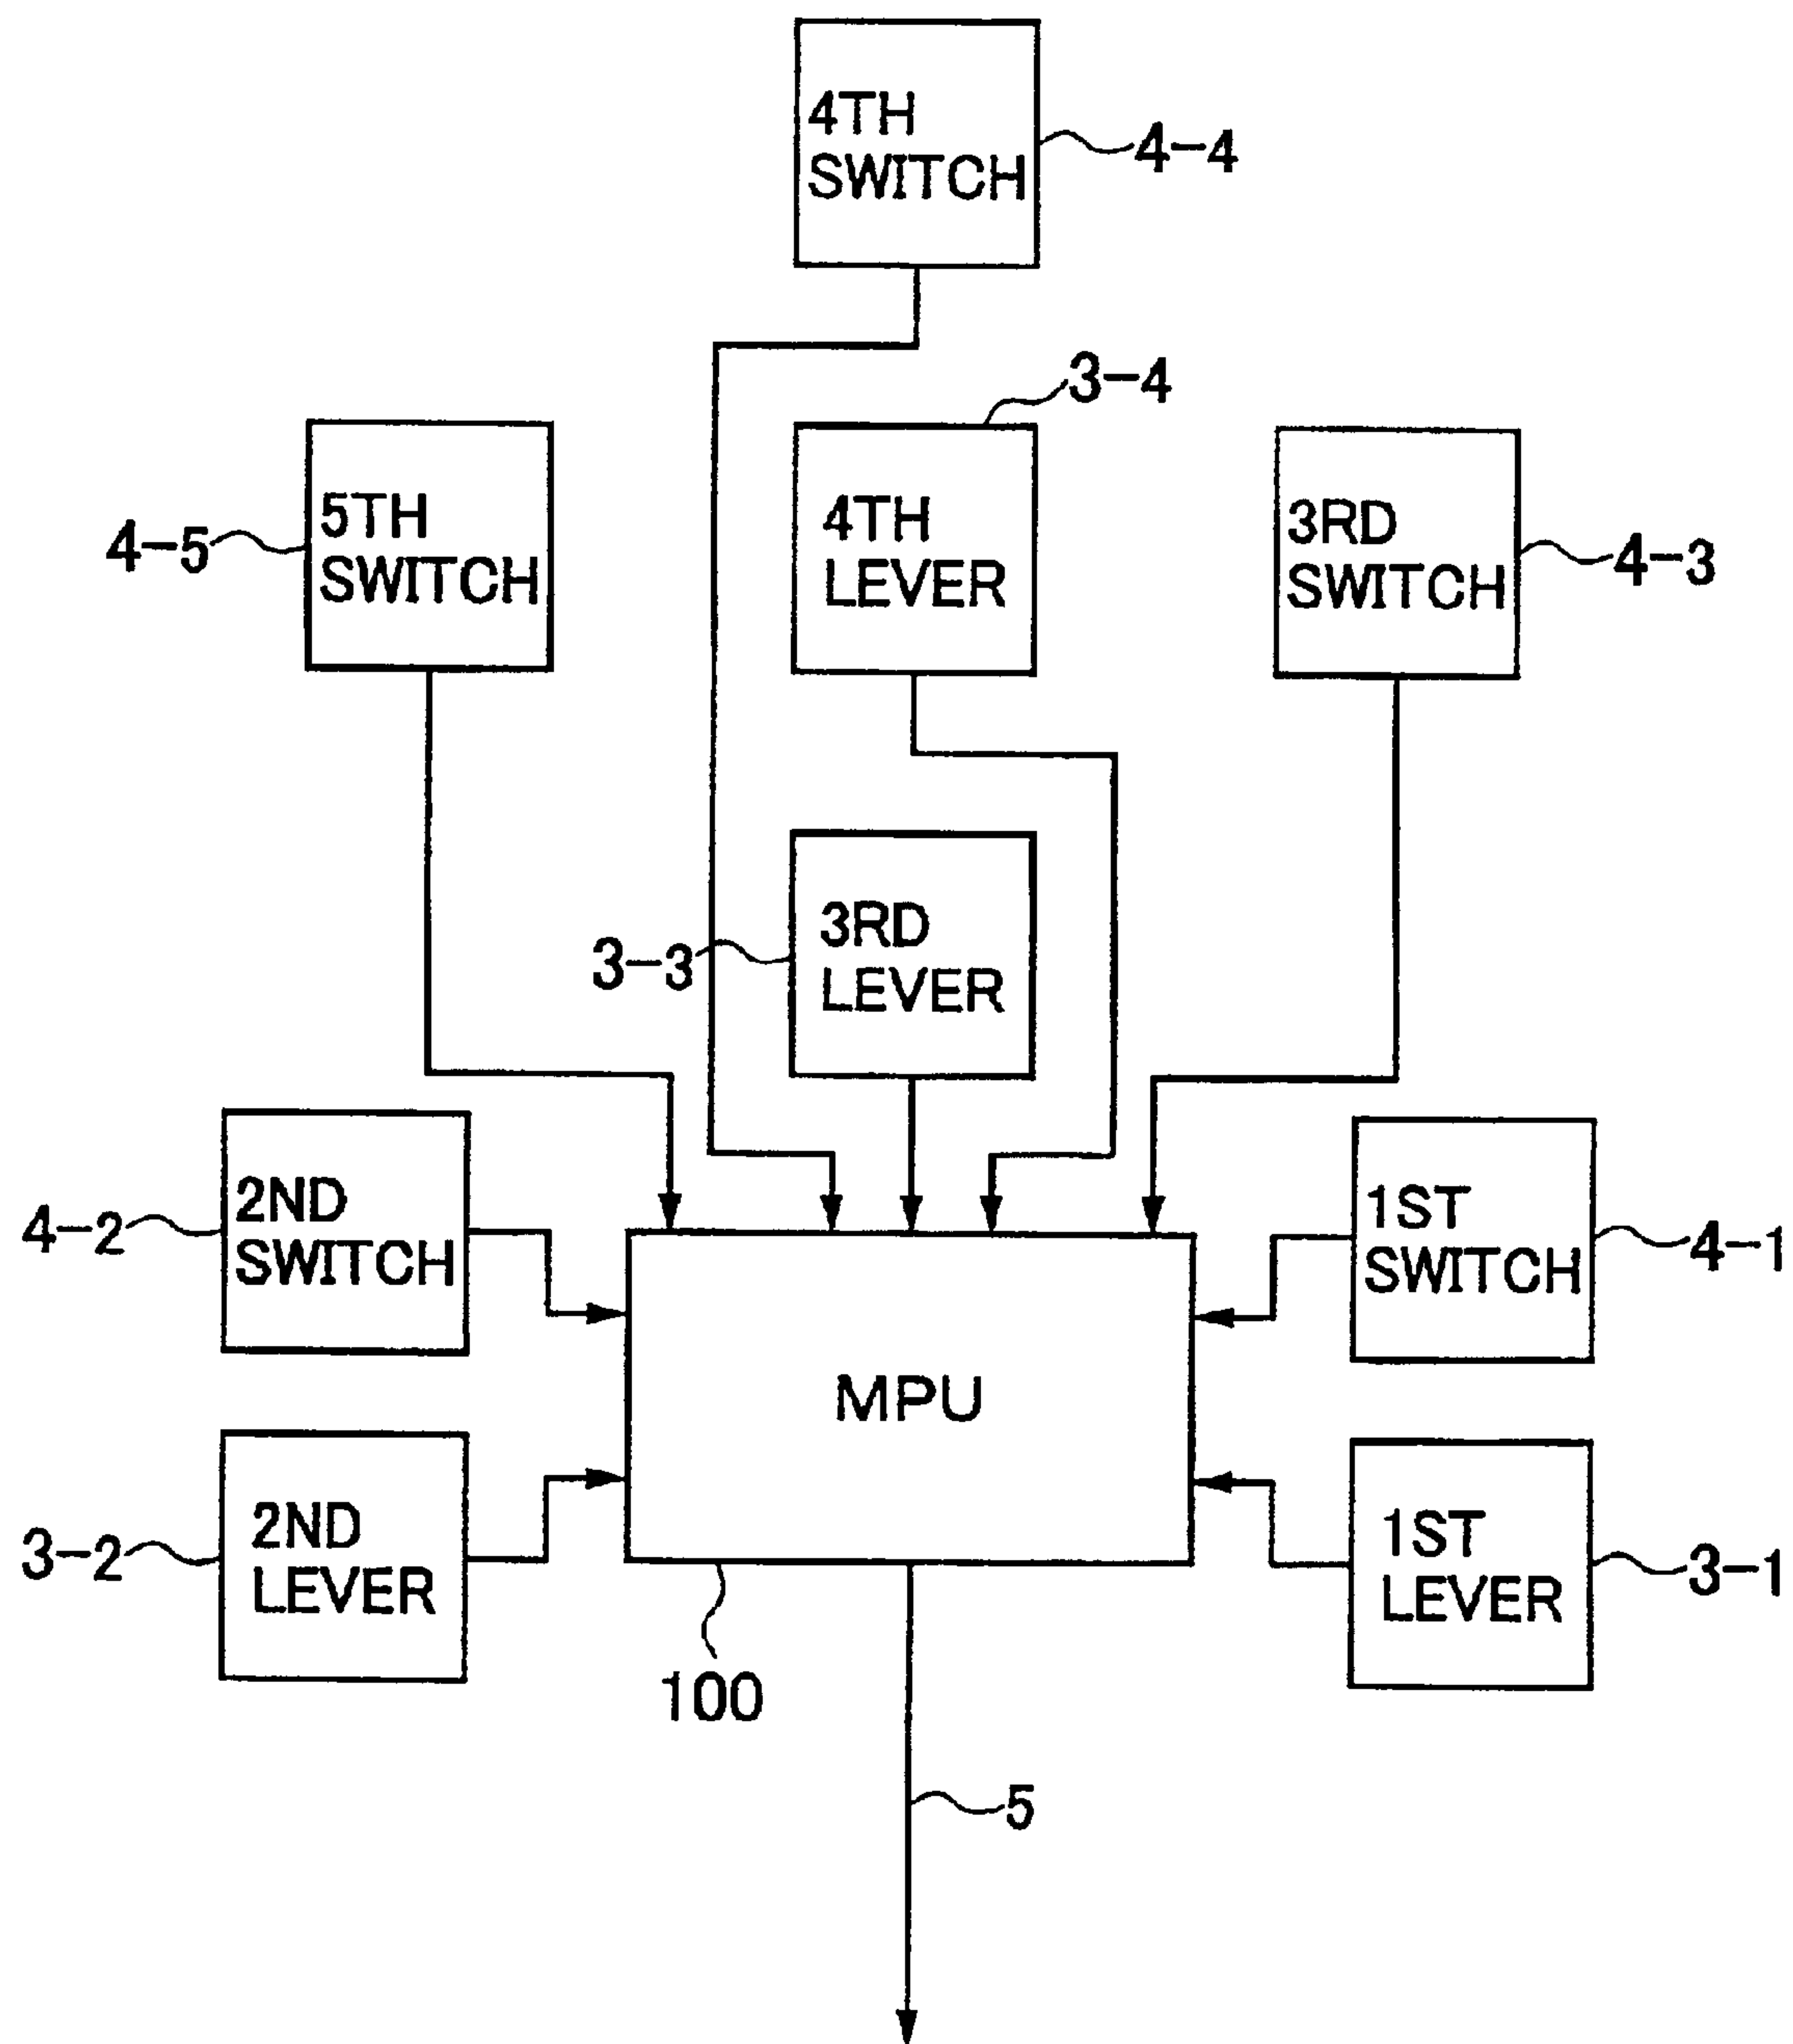 4TH
SWITCH
4-4
3-4
5TH
SWITCH
4-5
4TH
LEVER
3RD
SWITCH
4-3
3RD
LEVER
3-3
2ND
SWITCH
4-2
1ST
SWITCH
4-1
MPU
2ND
LEVER
3-2
1ST
LEVER
3-1
100
5